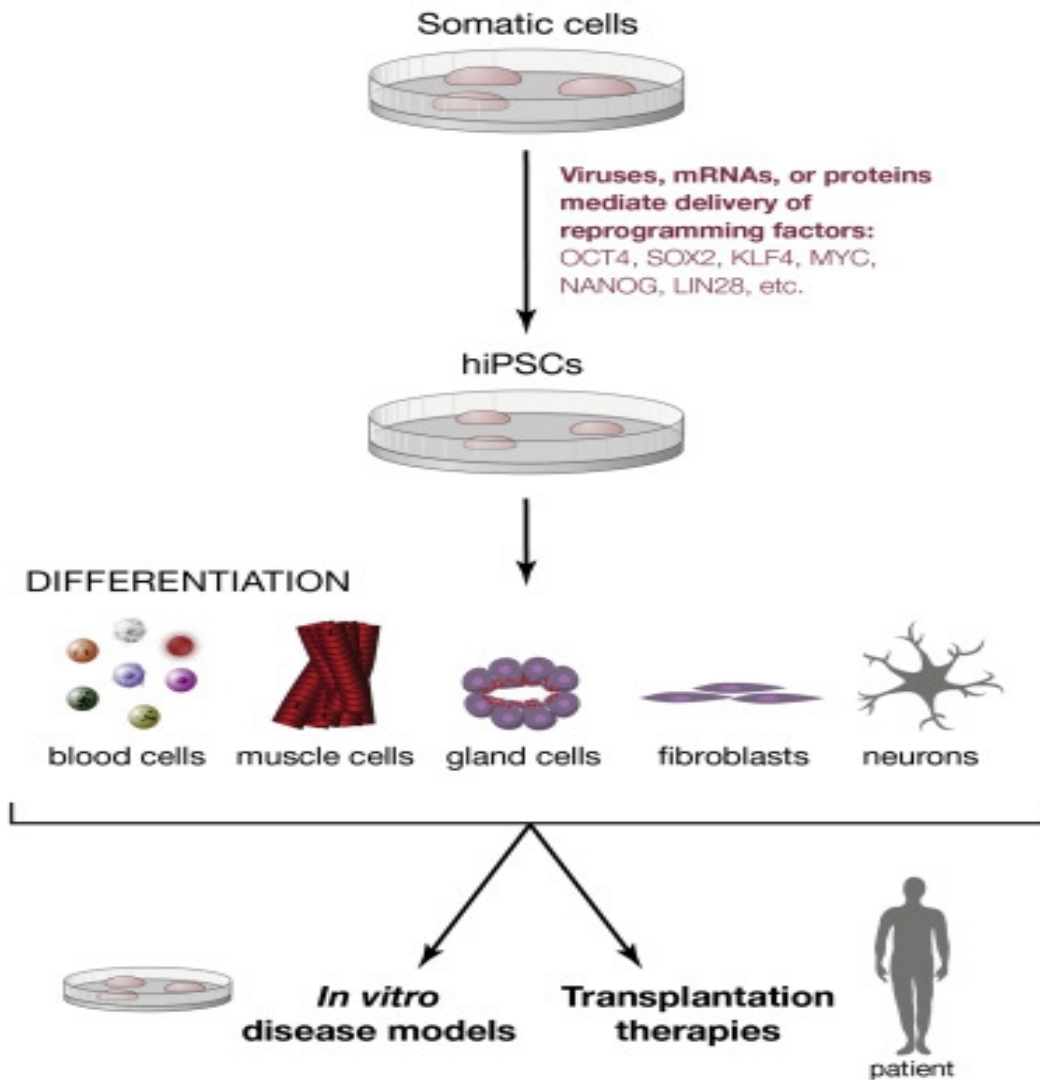 Somatic cells
Viruses, mRNAs, or proteins
mediate delivery of
reprogramming factors:
OCT4, SOX2, KLF4, MYC,
NANOG, LIN28, etc.
hiPSCs
DIFFERENTIATION
blood cells
muscle cells
gland cells
fibroblasts
neurons
In vitro
disease models
Transplantation
therapies
patient